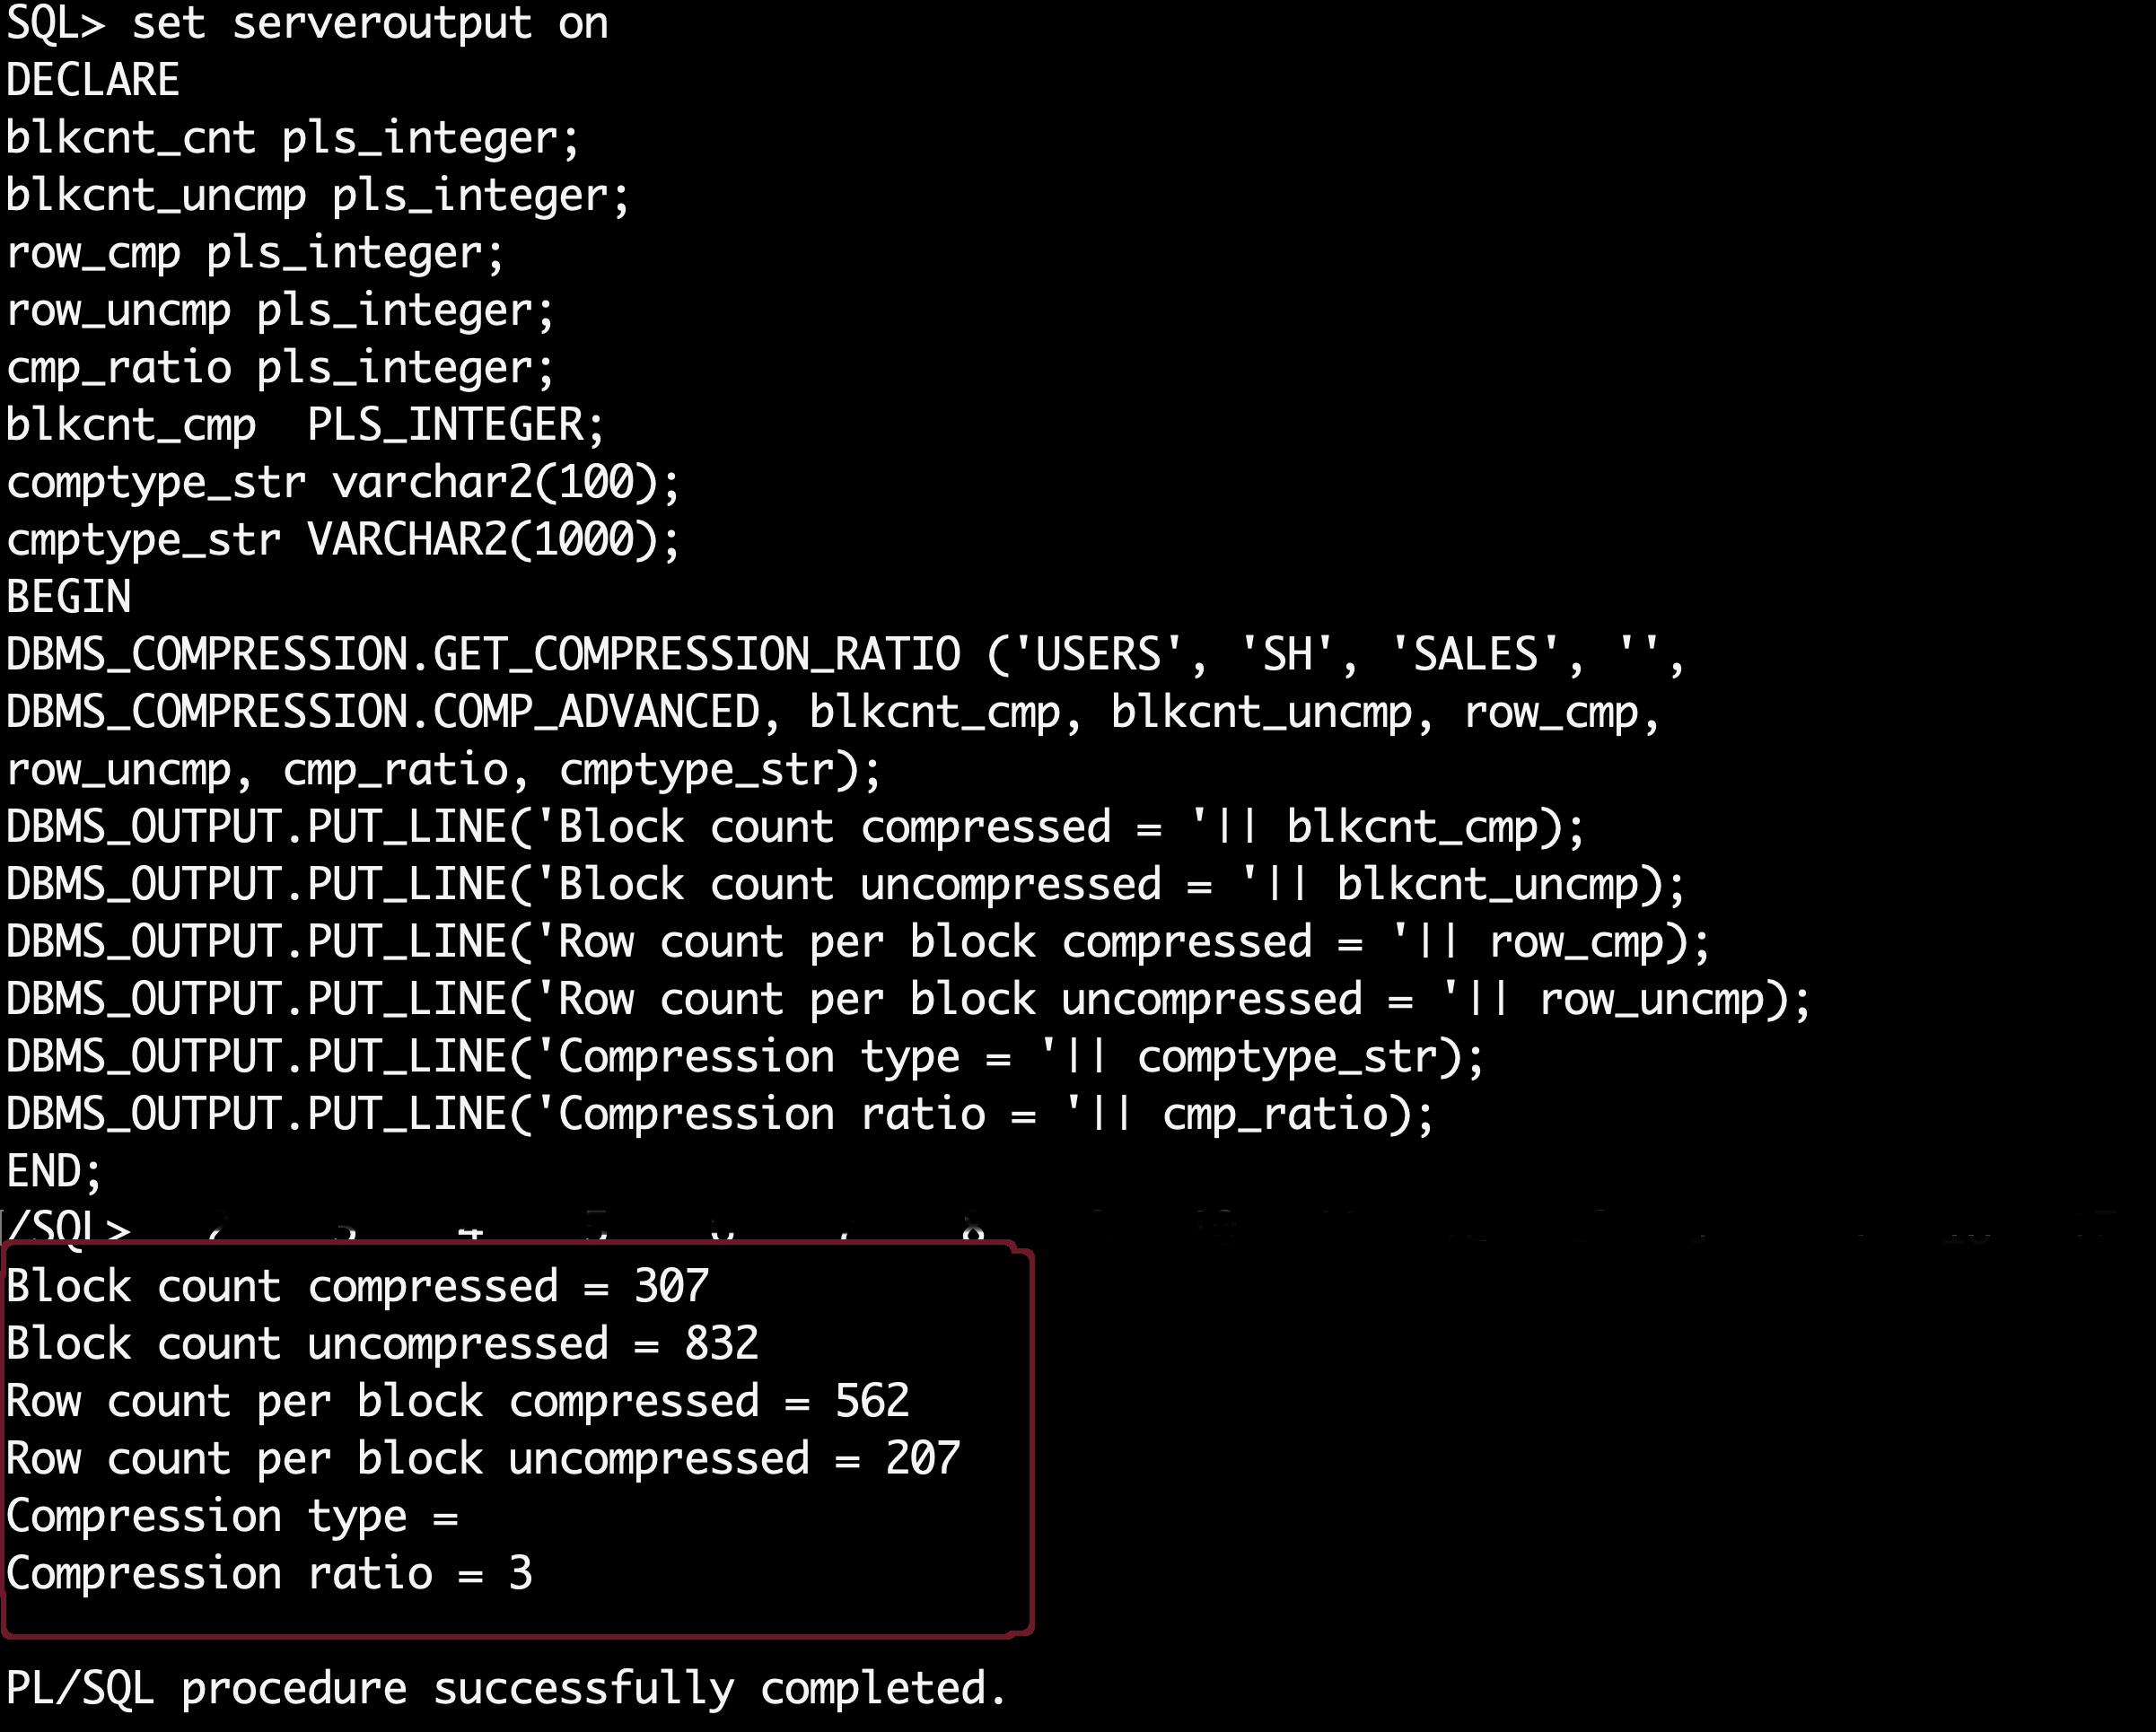 SQL> set serveroutput on
DECLARE
blkcnt_cnt pls_integer;
blkcnt_uncmp pls_integer;
row_cmp pls_integer;
row_uncmp pls_integer;
cmp_ratio pls_integer;
blkcnt_cmp  PLS_INTEGER;
comptype_str varchar2(100);
cmptype_str VARCHAR2(1000);
BEGIN
DBMS_COMPRESSION.GET_COMPRESSION_RATIO ('USERS', 'SH', 'SALES', '',
DBMS_COMPRESSION.COMP_ADVANCED, blkcnt_cmp, blkcnt_uncmp, row_cmp,
row_uncmp, cmp_ratio, cmptype_str);
DBMS_OUTPUT.PUT_LINE('Block count compressed = '|| blkcnt_cmp);
DBMS_OUTPUT.PUT_LINE('Block count uncompressed = '|| blkcnt_uncmp);
DBMS_OUTPUT.PUT_LINE('Row count per block compressed = '|| row_cmp);
DBMS_OUTPUT.PUT_LINE('Row count per block uncompressed = '|| row_uncmp);
DBMS_OUTPUT.PUT_LINE('Compression type = '|| comptype_str);
DBMS_OUTPUT.PUT_LINE('Compression ratio = '|| cmp_ratio);
END;
/SQL>
Block count compressed = 307
Block count uncompressed = 832
Row count per block compressed = 562
Row count per block uncompressed = 207
Compression type =
Compression ratio = 3
PL/SQL procedure successfully completed.